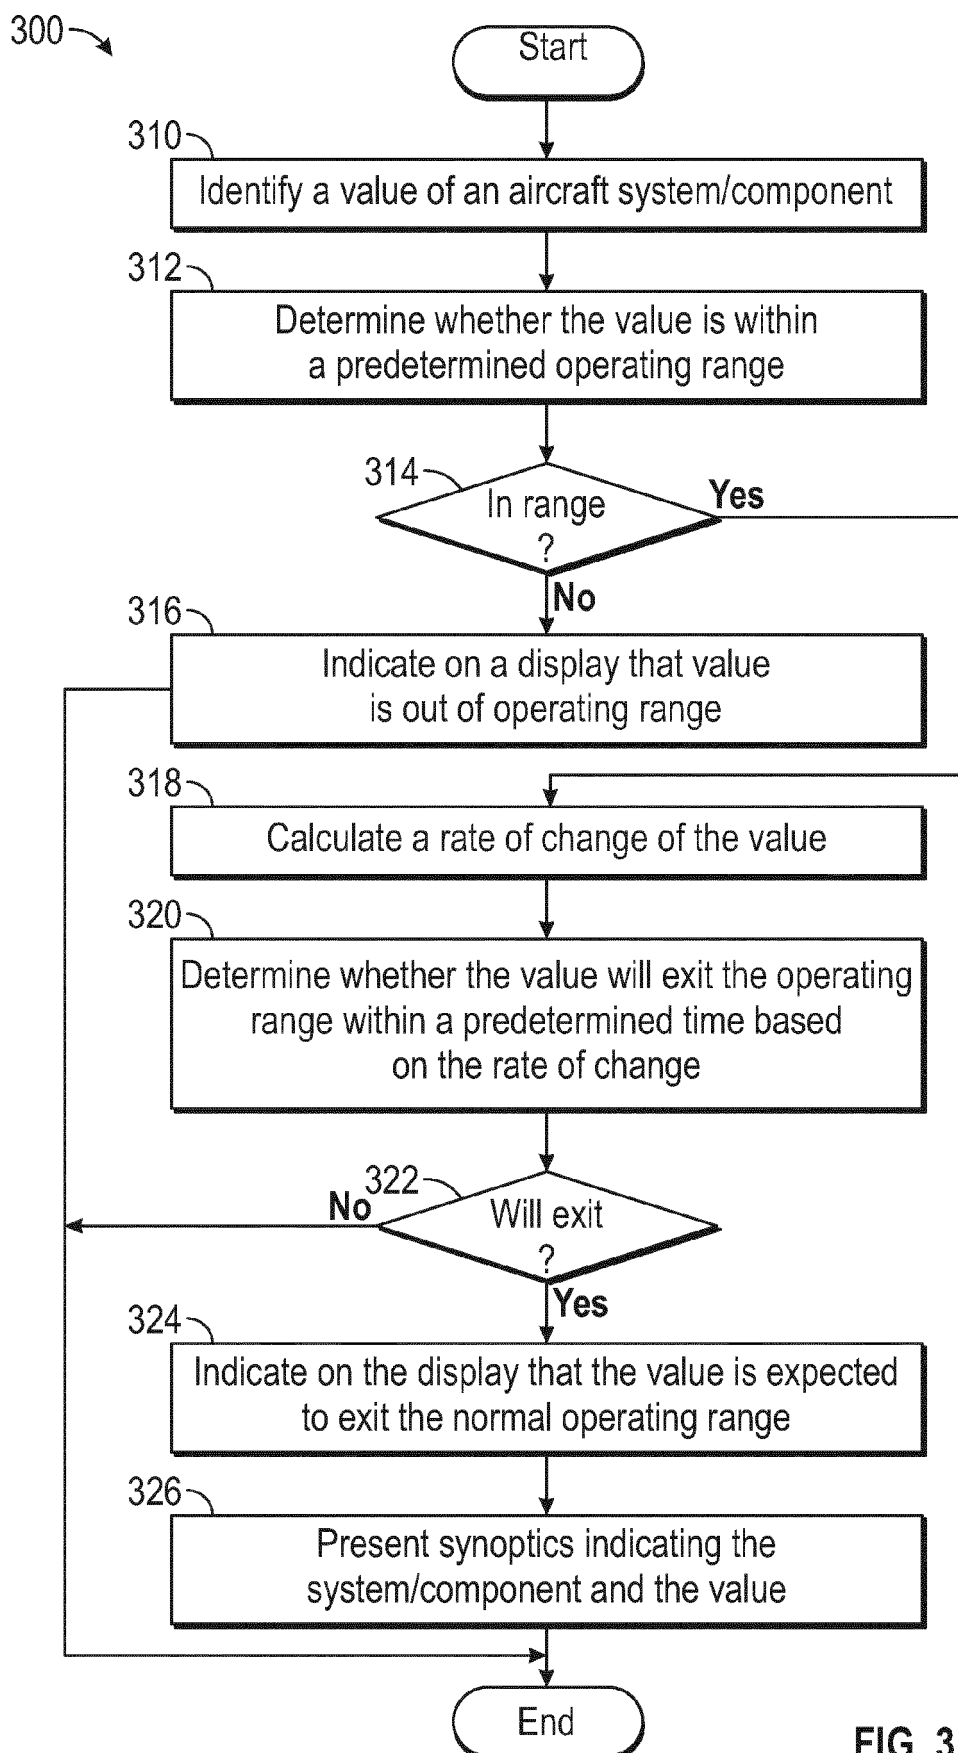 300
Start
310
Identify a value of an aircraft system/component
312
Determine whether the value is within
a predetermined operating range
314
In range
?
Yes
No
316
Indicate on a display that value
is out of operating range
318
Calculate a rate of change of the value
320
Determine whether the value will exit the operating
range within a predetermined time based
on the rate of change
322
No
Will exit
?
Yes
324
Indicate on the display that the value is expected
to exit the normal operating range
326
Present synoptics indicating the
system/component and the value
End
FIG. 3